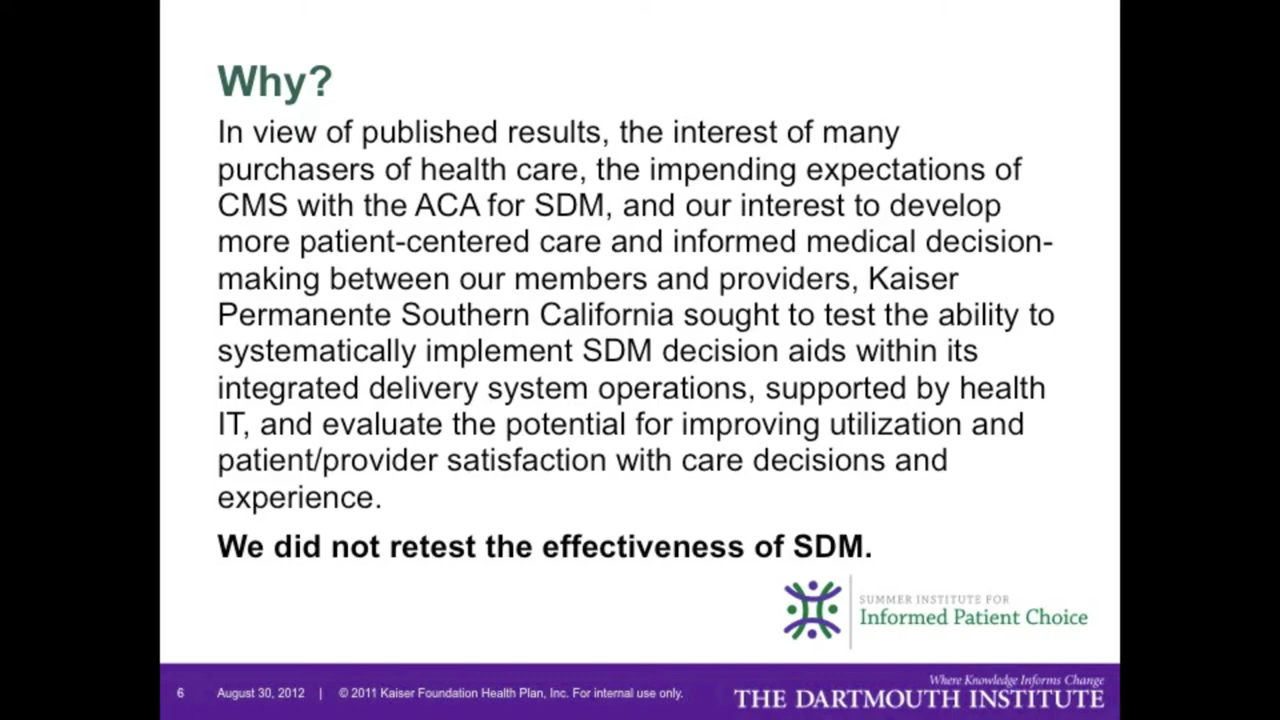 Why?
In view of published results, the interest of many
purchasers of health care, the impending expectations of
CMS with the ACA for SDM, and our interest to develop
more patient-centered care and informed medical decision-
making between our members and providers, Kaiser
Permanente Southern California sought to test the ability to
systematically implement SDM decision aids within its
integrated delivery system operations, supported by health
IT, and evaluate the potential for improving utilization and
patient/provider satisfaction with care decisions and
experience.
We did not retest the effectiveness of SDM.
SUMMER INSTITUTE FOR
Informed Patient Choice
6 August 30, 2012 | © 2011 Kaiser Foundation Health Plan, Inc. For internal use only.
Where Knowledge Informs Change
THE DARTMOUTH INSTITUTE